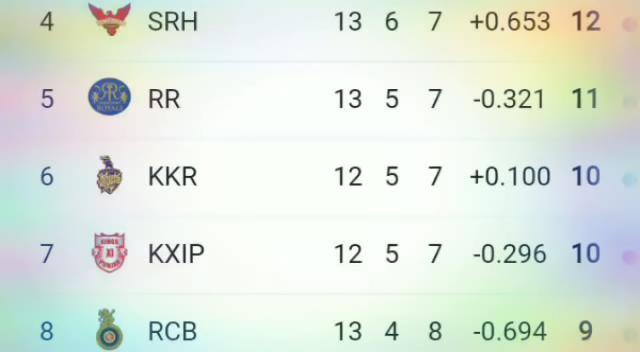 4 SRH 13 6 7 +0.653 12
5 RR 13 5 7 -0.321 11
6 KKR 12 5 7 +0.100 10
7 KXIP 12 5 7 -0.296 10
8 RCB 13 4 8 -0.694 9